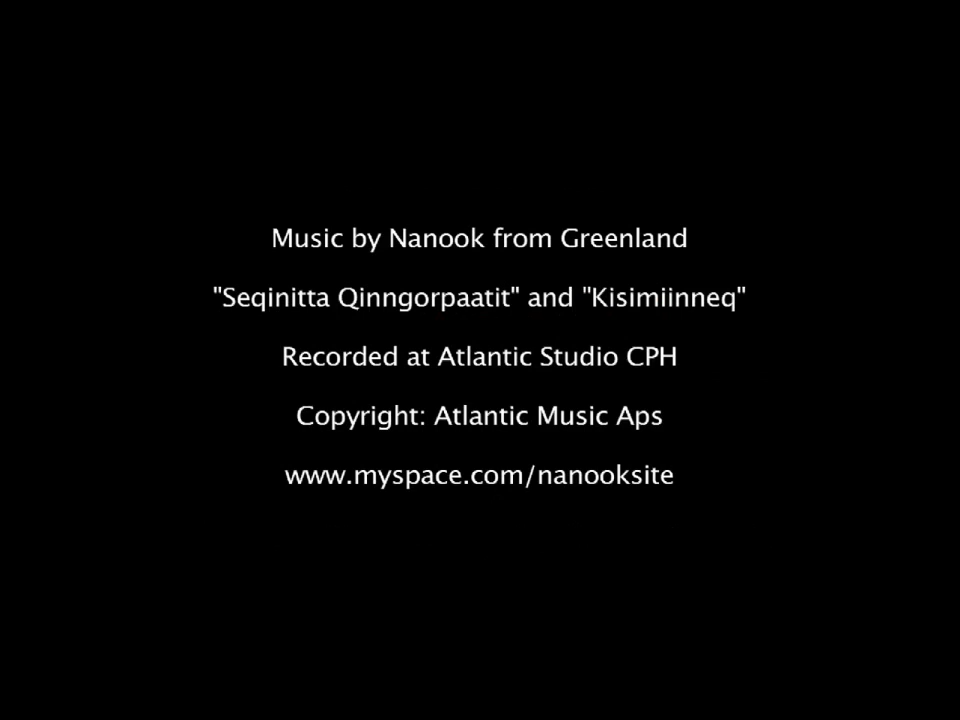 Music by Nanook from Greenland
"Seqinitta Qinngorpaatit" and "Kisimiinneq"
Recorded at Atlantic Studio CPH
Copyright: Atlantic Music Aps
www.myspace.com/nanooksite